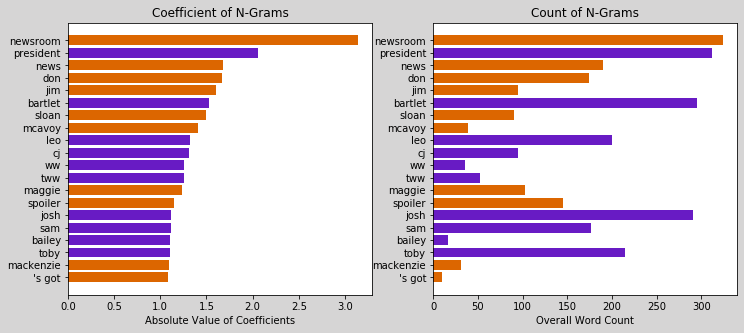 Coefficient of N-Grams
newsroom
president
news
don
jim
bartlet
sloan
mcavoy
leo
cj
ww
tww
maggie
spoiler
josh
sam
bailey
toby
mackenzie
's got
0.0 0.5 1.0 1.5 2.0 2.5 3.0
Absolute Value of Coefficients
Count of N-Grams
newsroom
president
news
don
jim
bartlet
sloan
mcavoy
leo
cj
ww
tww
maggie
spoiler
josh
sam
bailey
toby
mackenzie
's got
0 50 100 150 200 250 300
Overall Word Count